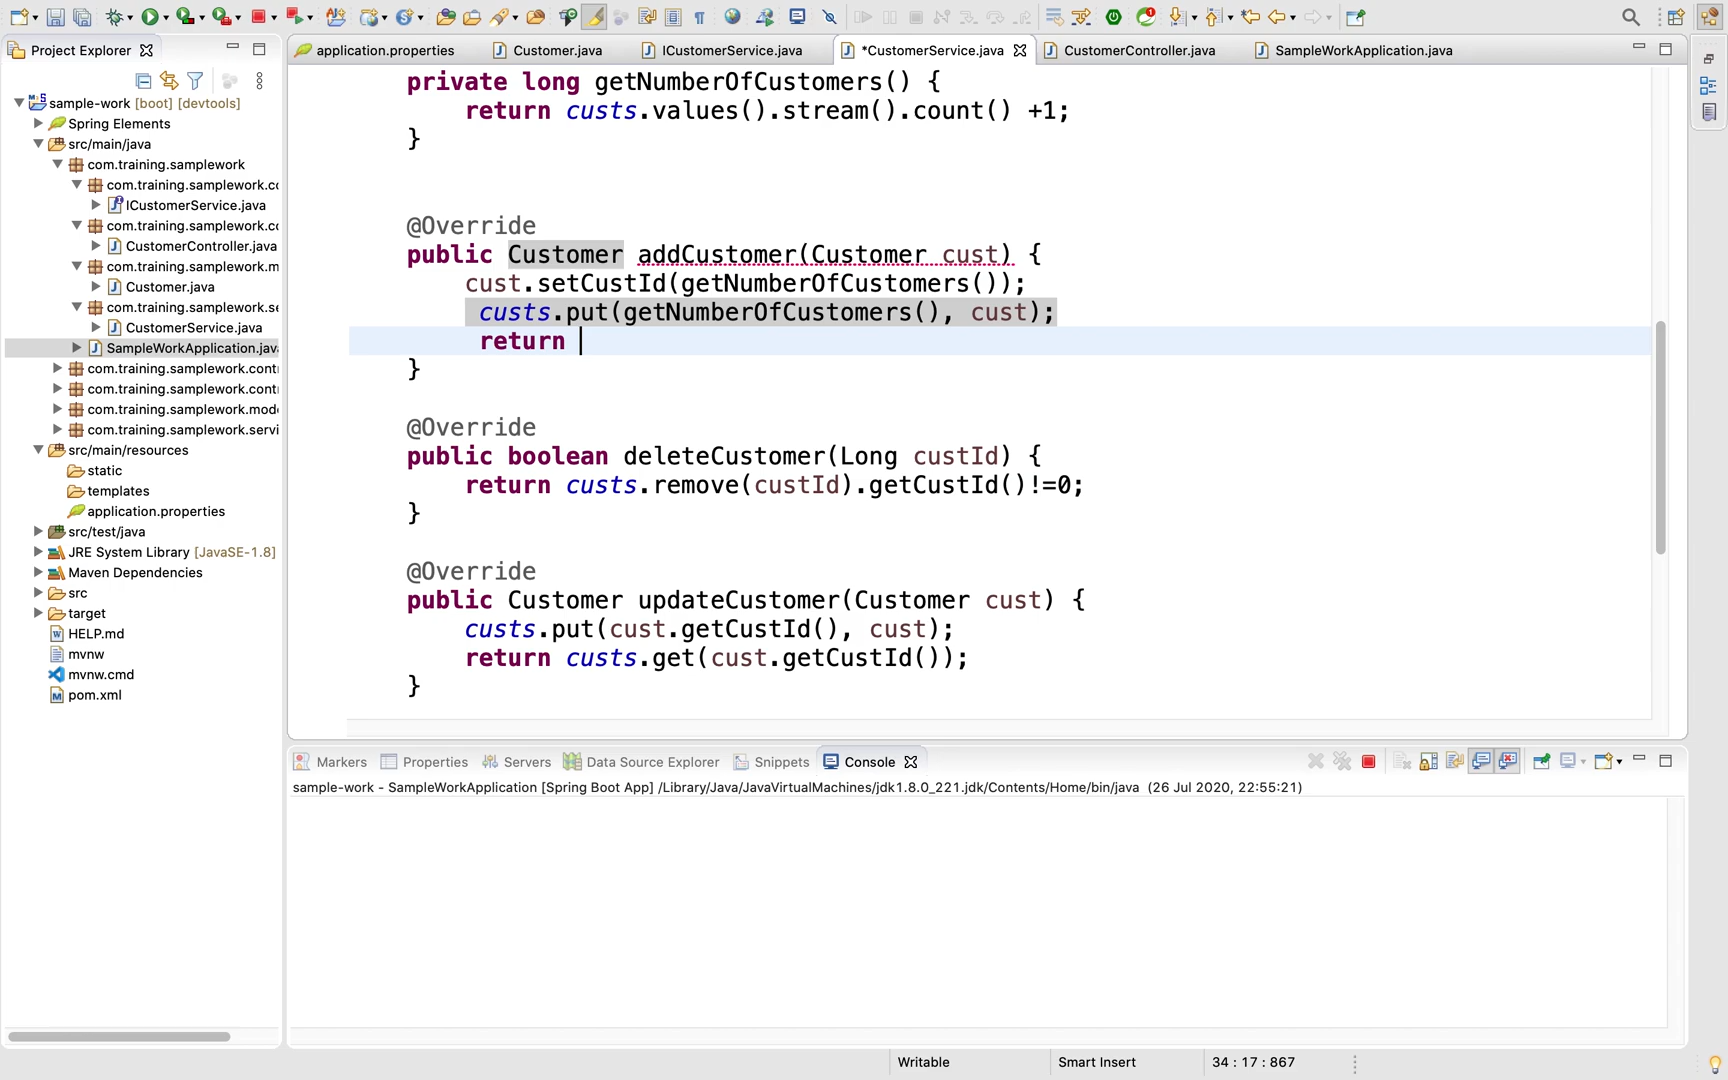 Project Explorer
application.properties
Customer.java
ICustomerService.java
*CustomerService.java
CustomerController.java
SampleWorkApplication.java
sample-work [boot] [devtools]
Spring Elements
src/main/java
com.training.samplework
com.training.samplework.cc
ICustomerService.java
com.training.samplework.cc
CustomerController.java
com.training.samplework.m
Customer.java
com.training.samplework.se
CustomerService.java
SampleWorkApplication.java
com.training.samplework.cont
com.training.samplework.cont
com.training.samplework.mod
com.training.samplework.servi
src/main/resources
static
templates
application.properties
src/test/java
JRE System Library [JavaSE-1.8]
Maven Dependencies
src
target
HELP.md
mvnw
mvnw.cmd
pom.xml
private long getNumberOfCustomers() {
return custs.values().stream().count() +1;
}
@Override
public Customer addCustomer(Customer cust) {
cust.setCustId(getNumberOfCustomers());
custs.put(getNumberOfCustomers(), cust);
return
}
@Override
public boolean deleteCustomer(Long custId) {
return custs.remove(custId).getCustId()!=0;
}
@Override
public Customer updateCustomer(Customer cust) {
custs.put(cust.getCustId(), cust);
return custs.get(cust.getCustId());
}
Markers
Properties
Servers
Data Source Explorer
Snippets
Console
sample-work - SampleWorkApplication [Spring Boot App] /Library/Java/JavaVirtualMachines/jdk1.8.0_221.jdk/Contents/Home/bin/java (26 Jul 2020, 22:55:21)
Writable
Smart Insert
34 : 17 : 867